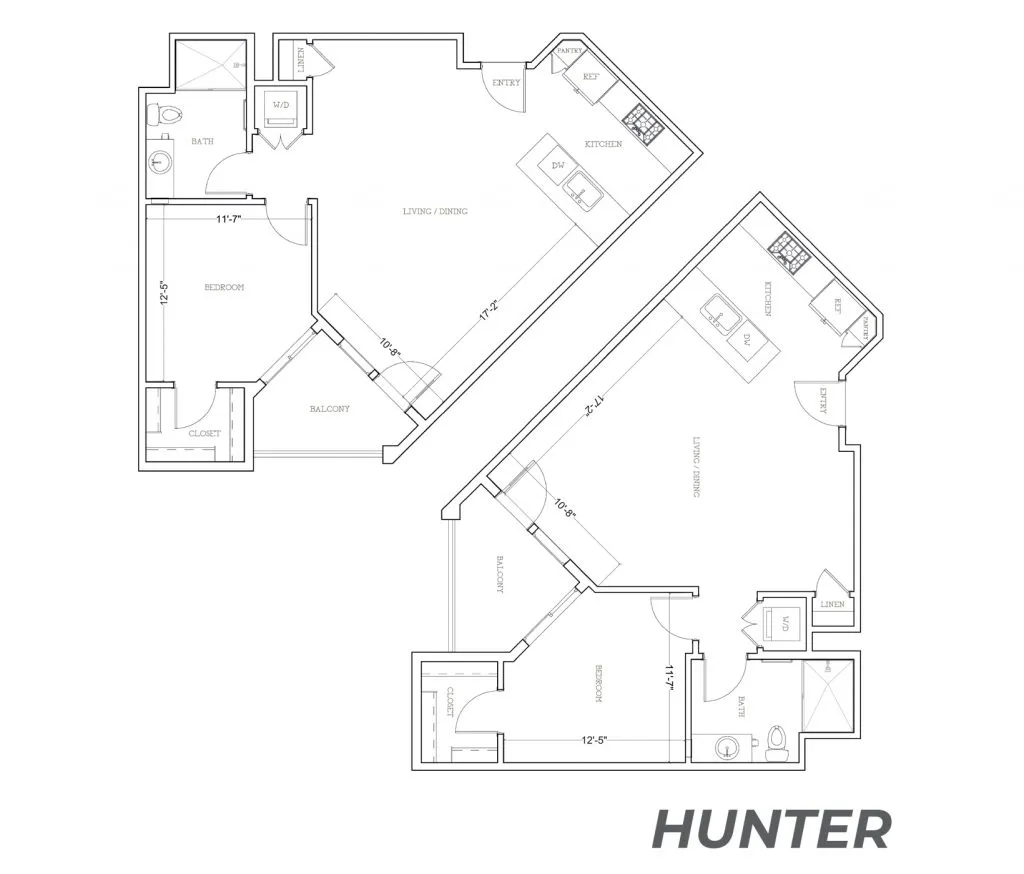 LINEN
PANTRY
REF
W/D
ENTRY
BATH
KITCHEN
DW
LIVING / DINING
11'-7"
12'-5"
BEDROOM
17'-2"
10'-8"
BALCONY
CLOSET
KITCHEN
REF
PANTRY
DW
ENTRY
17'-2"
LIVING / DINING
10'-8"
BALCONY
LINEN
W/D
11'-7"
BEDROOM
CLOSET
BATH
12'-5"
HUNTER